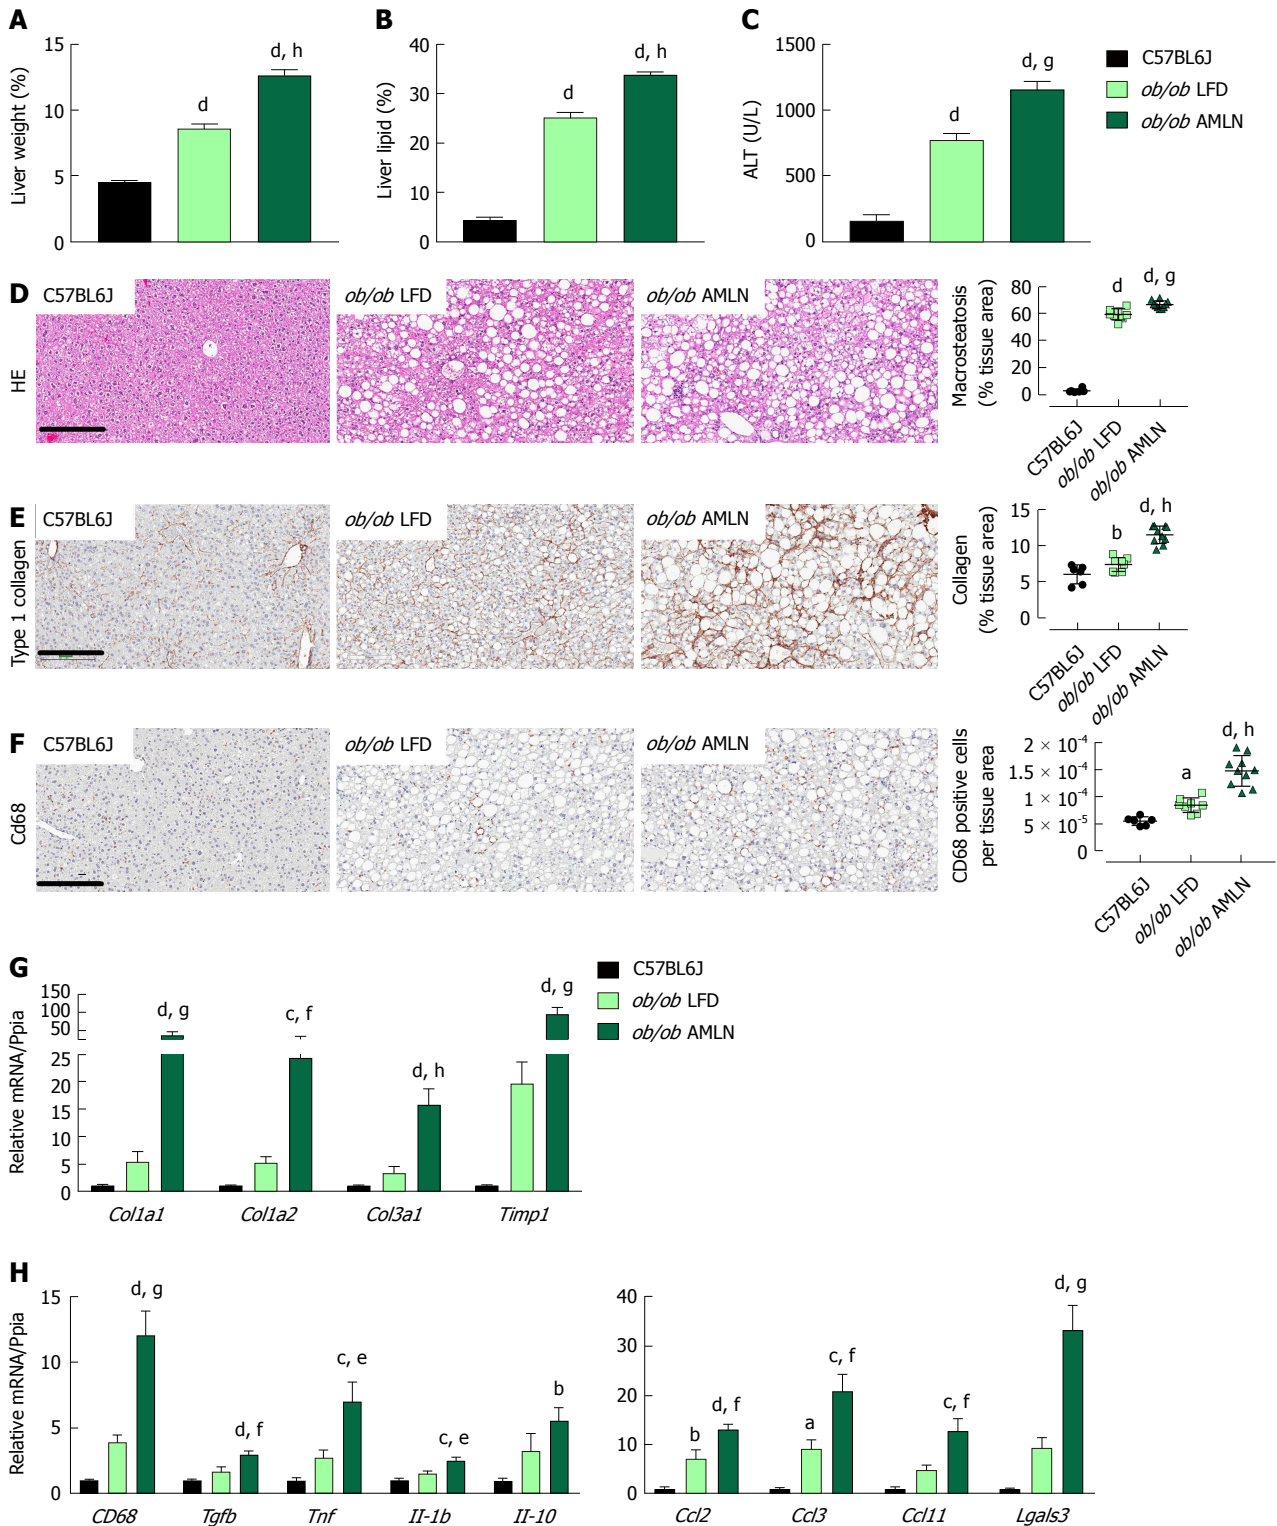 A
Liver weight (%)
15
10
5
0
d
d, h
B
Liver lipid (%)
40
30
20
10
0
d
d, h
C
ALT (U/L)
1500
1000
500
0
d
d, g
C57BL6J
ob/ob LFD
ob/ob AMLN
D
HE
C57BL6J
ob/ob LFD
ob/ob AMLN
Macrosteatosis
(% tissue area)
80
60
40
20
0
d
d, g
C57BL6J
ob/ob LFD
ob/ob AMLN
E
Type 1 collagen
C57BL6J
ob/ob LFD
ob/ob AMLN
Collagen
(% tissue area)
15
10
5
0
b
d, h
C57BL6J
ob/ob LFD
ob/ob AMLN
F
Cd68
C57BL6J
ob/ob LFD
ob/ob AMLN
CD68 positive cells
per tissue area
2 × 10-4
1.5 × 10-4
1 × 10-4
5 × 10-5
0
a
d, h
C57BL6J
ob/ob LFD
ob/ob AMLN
G
C57BL6J
ob/ob LFD
ob/ob AMLN
Relative mRNA/Ppia
150
100
50
25
20
15
10
5
0
d, g
c, f
d, h
d, g
Col1a1 Col1a2 Col3a1 Timp1
H
Relative mRNA/Ppia
15
10
5
0
d, g
d, f
c, e
c, e
b
CD68 Tgfb Tnf II-1b II-10
40
30
20
10
0
b
d, f
a
c, f
c, f
d, g
Ccl2 Ccl3 Ccl11 Lgals3